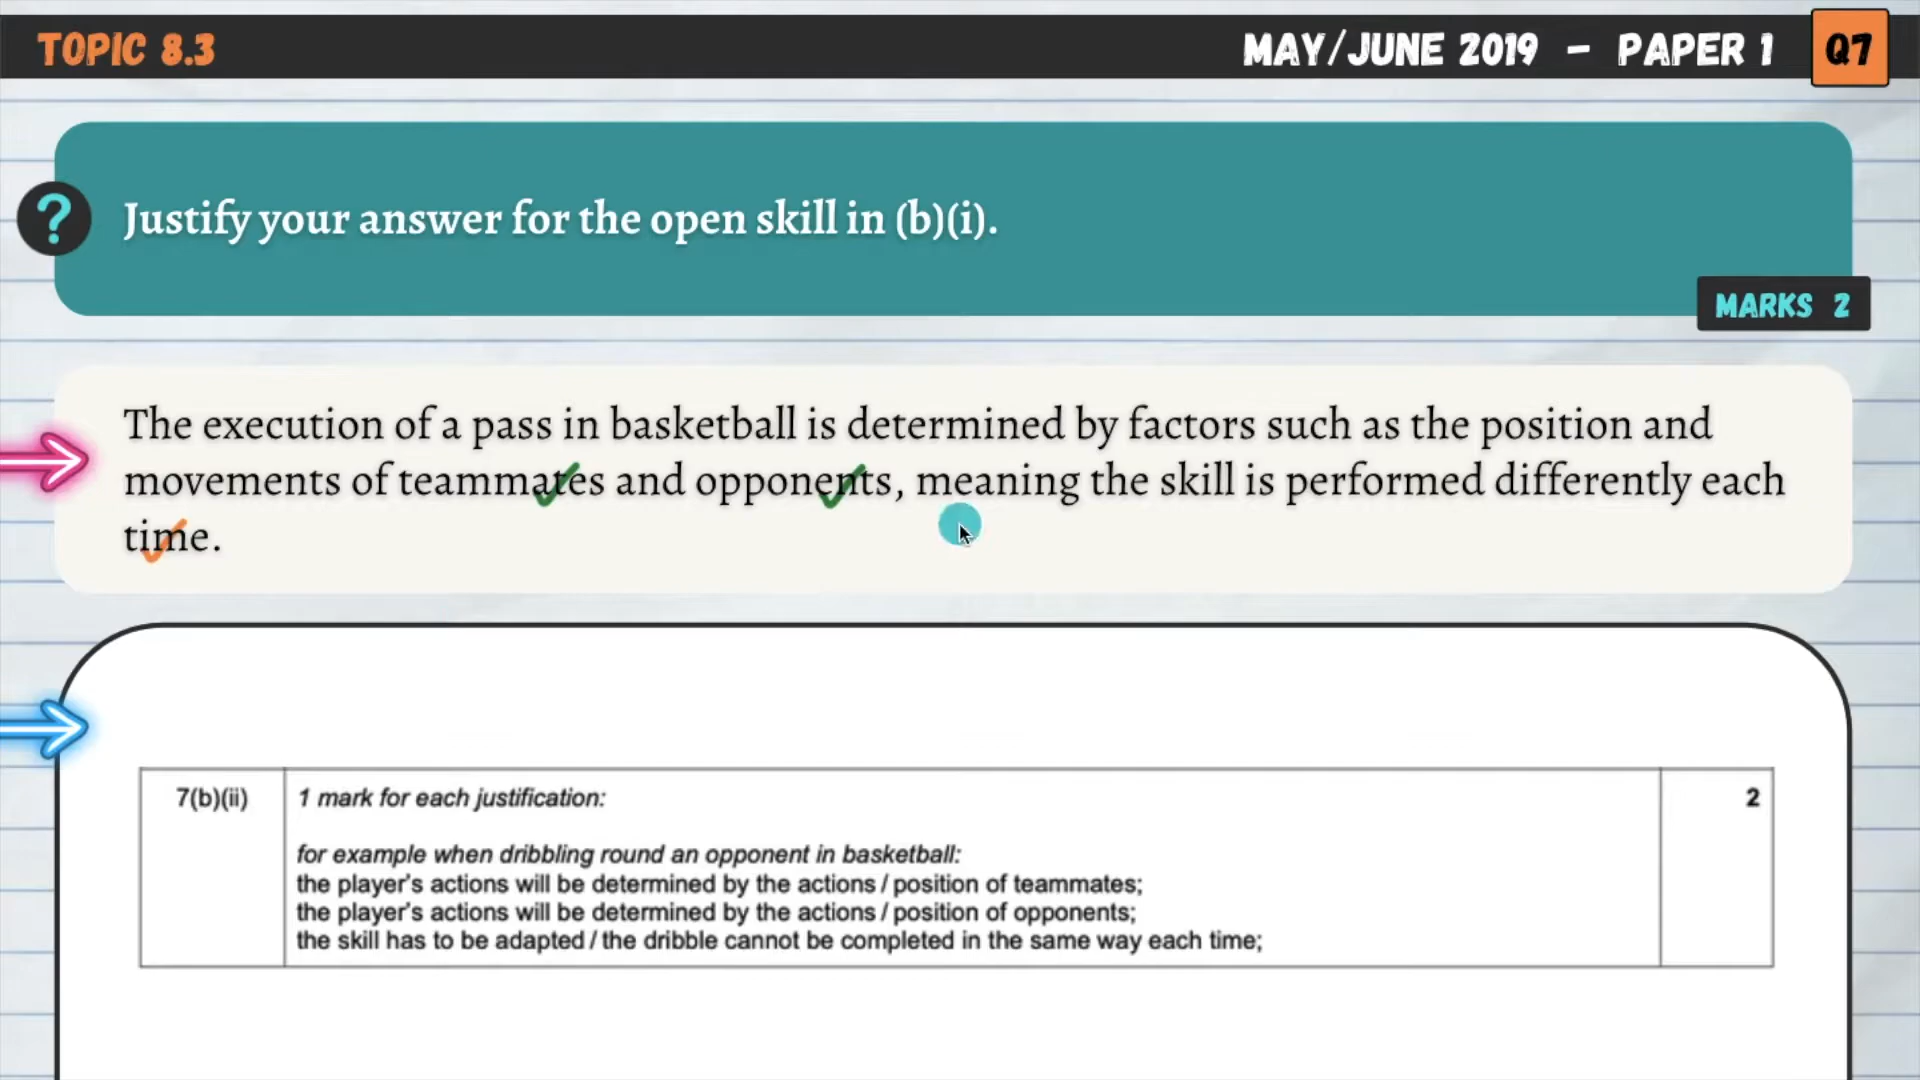 TOPIC 8.3
MAY/JUNE 2019 – PAPER 1 Q7
?
Justify your answer for the open skill in (b)(i).
MARKS 2
The execution of a pass in basketball is determined by factors such as the position and
movements of teammates and opponents, meaning the skill is performed differently each
time.
7(b)(ii) 1 mark for each justification: 2
for example when dribbling round an opponent in basketball:
the player's actions will be determined by the actions / position of teammates;
the player's actions will be determined by the actions / position of opponents;
the skill has to be adapted / the dribble cannot be completed in the same way each time;